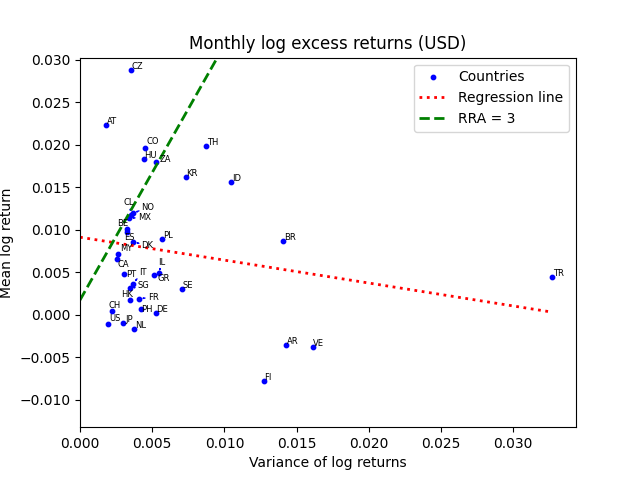 Monthly log excess returns (USD)
Mean log return
0.030
0.025
0.020
0.015
0.010
0.005
0.000
−0.005
−0.010
Countries
Regression line
RRA = 3
CZ
AT
CO
TH
HU
ZA
KR
ID
CL
NO
MX
BE
ES
PL
BR
DK
MY
CA
IL
PT
IT
GR
TR
SG
SE
HK
FR
CH
PH
DE
US
JP
NL
AR
VE
FI
0.000
0.005
0.010
0.015
0.020
0.025
0.030
Variance of log returns